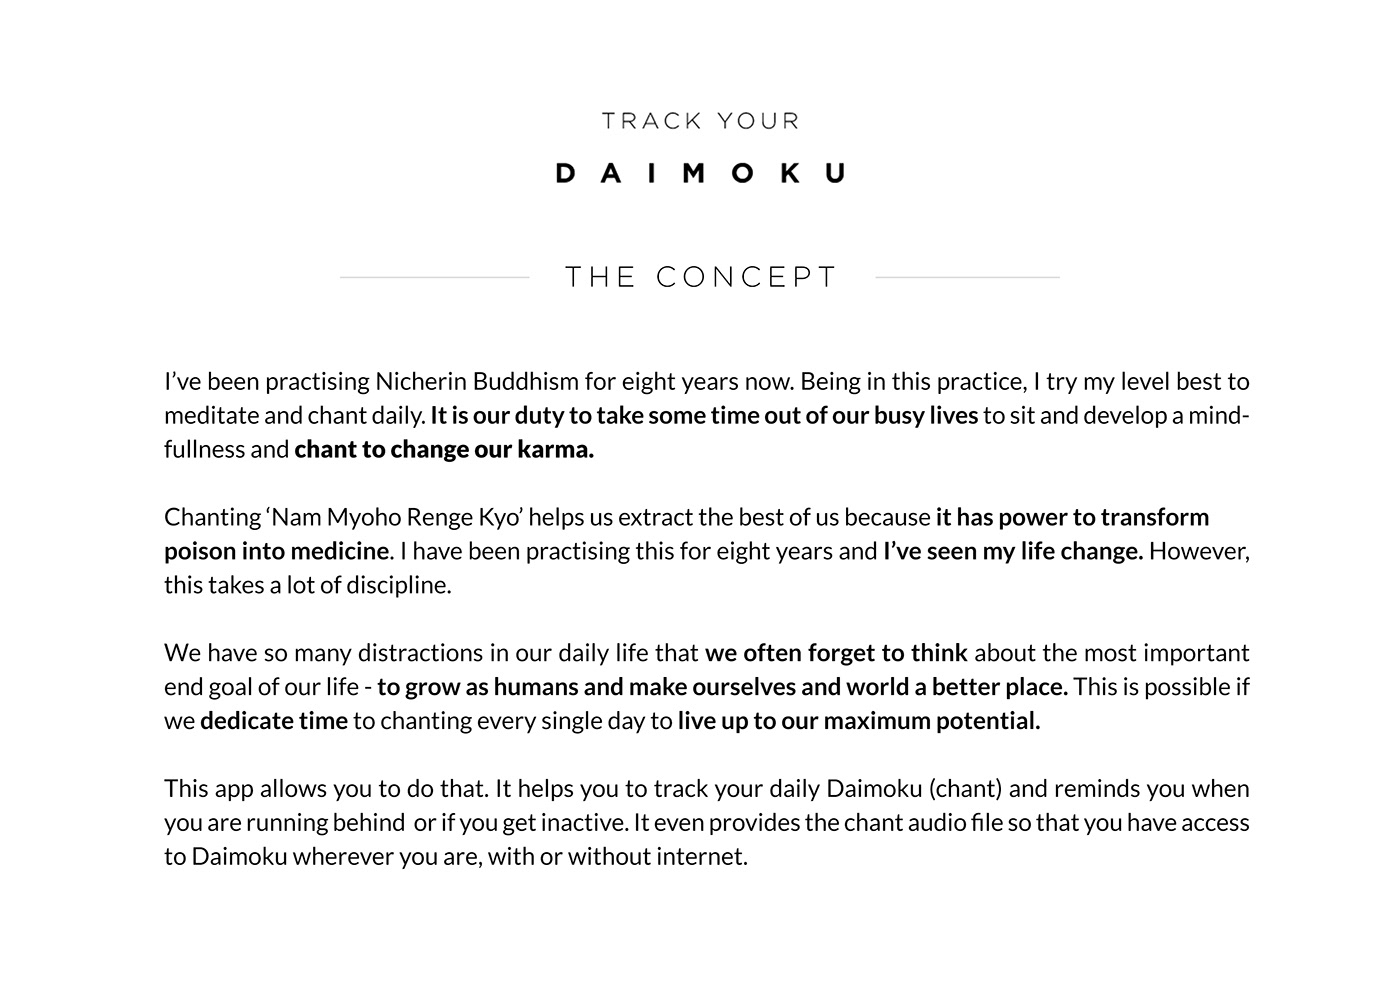 TRACK YOUR
DAIMOKU
THE CONCEPT
I’ve been practising Nicherin Buddhism for eight years now. Being in this practice, I try my level best to
meditate and chant daily. It is our duty to take some time out of our busy lives to sit and develop a mind-
fullness and chant to change our karma.
Chanting ‘Nam Myoho Renge Kyo’ helps us extract the best of us because it has power to transform
poison into medicine. I have been practising this for eight years and I’ve seen my life change. However,
this takes a lot of discipline.
We have so many distractions in our daily life that we often forget to think about the most important
end goal of our life - to grow as humans and make ourselves and world a better place. This is possible if
we dedicate time to chanting every single day to live up to our maximum potential.
This app allows you to do that. It helps you to track your daily Daimoku (chant) and reminds you when
you are running behind  or if you get inactive. It even provides the chant audio file so that you have access
to Daimoku wherever you are, with or without internet.